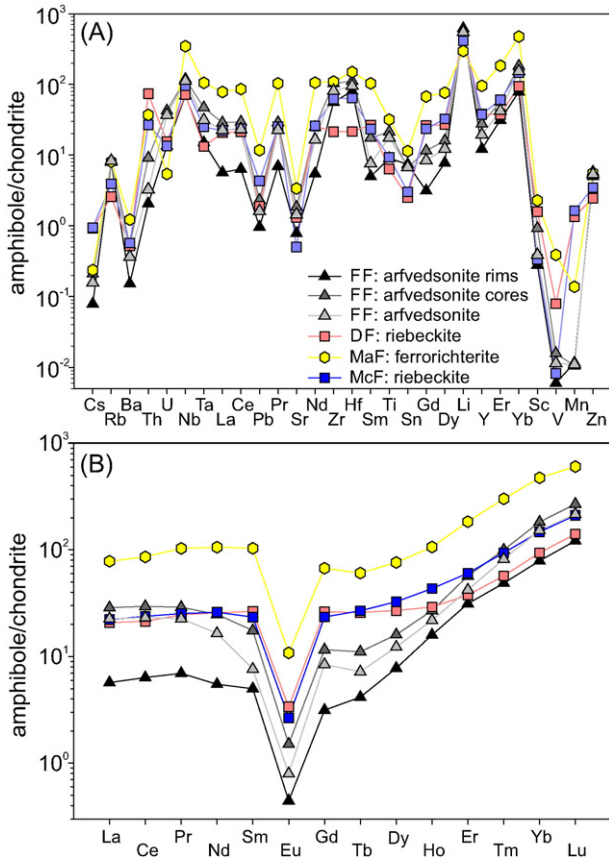 (A)
amphibole/chondrite
10³
10²
10¹
10⁰
10⁻¹
10⁻²
FF: arfvedsonite rims
FF: arfvedsonite cores
FF: arfvedsonite
DF: riebeckite
MaF: ferrorichterite
McF: riebeckite
Cs Ba U Ta Ce Pr Nd Hf Ti Gd Li Er Sc Mn
Rb Th Nb La Pb Sr Zr Sm Sn Dy Y Yb V Zn
(B)
amphibole/chondrite
10³
10²
10¹
10⁰
La Pr Sm Gd Dy Er Yb
Ce Nd Eu Tb Ho Tm Lu